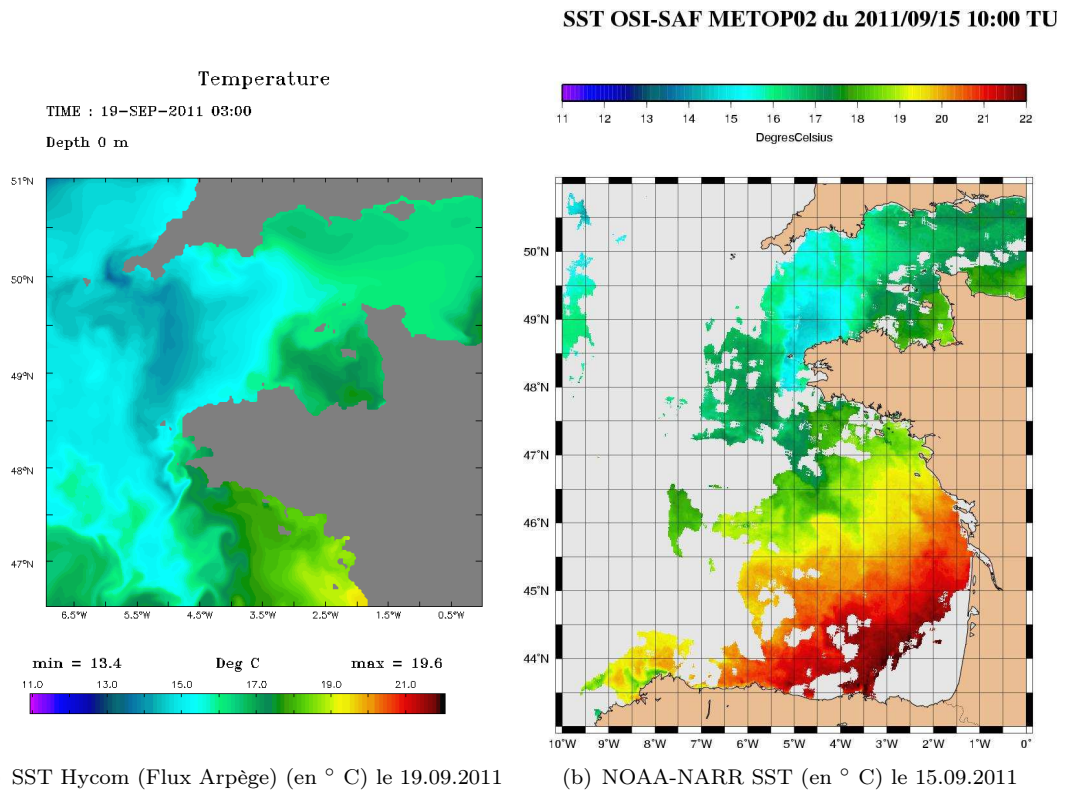 SST OSI-SAF METOP02 du 2011/09/15 10:00 TU
Temperature
TIME : 19-SEP-2011 03:00
Depth 0 m
11 12 13 14 15 16 17 18 19 20 21 22
DegresCelsius
51°N
50°N
49°N
48°N
47°N
6.5°W 5.5°W 4.5°W 3.5°W 2.5°W 1.5°W 0.5°W
min = 13.4 Deg C max = 19.6
11.0 13.0 15.0 17.0 19.0 21.0
50°N
49°N
48°N
47°N
46°N
45°N
44°N
10°W 9°W 8°W 7°W 6°W 5°W 4°W 3°W 2°W 1°W 0°
SST Hycom (Flux Arpège) (en ° C) le 19.09.2011
(b) NOAA-NARR SST (en ° C) le 15.09.2011